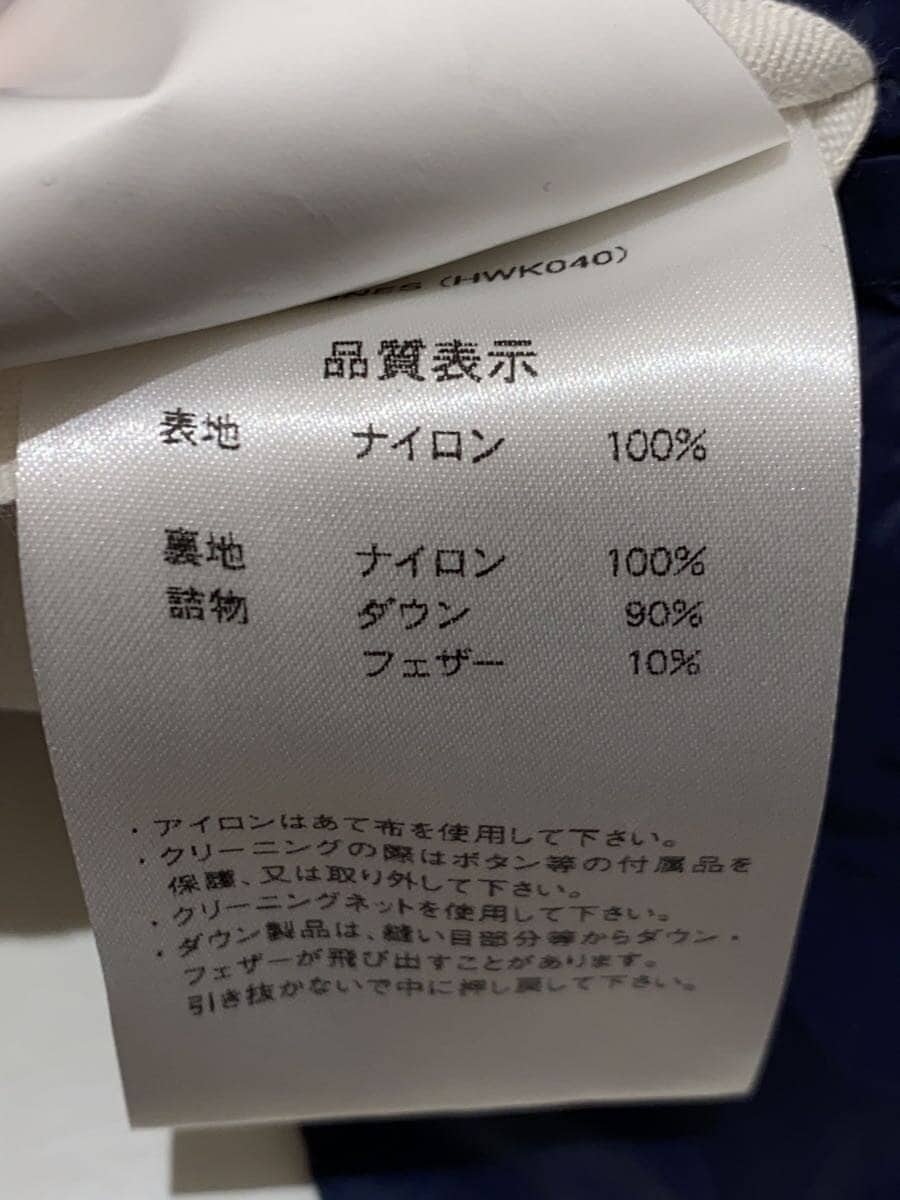 (HWK040)
品質表示
表地 ナイロン 100%
裏地 ナイロン 100%
詰物 ダウン 90%
フェザー 10%
・アイロンはあて布を使用して下さい。
・クリーニングの際はボタン等の付属品を
保護、又は取り外して下さい。
・クリーニングネットを使用して下さい。
・ダウン製品は、縫い目部分等からダウン・
フェザーが飛び出すことがあります。
引き抜かないで中に押し戻して下さい。